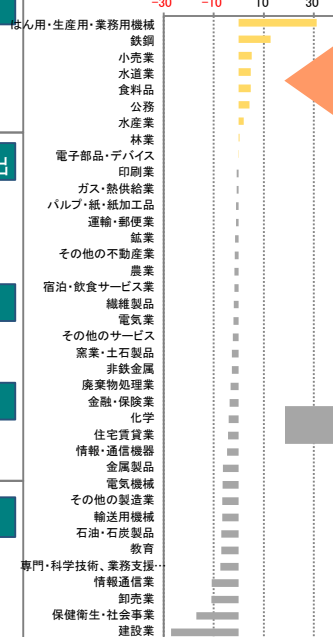 −30
−10
10
30
はん用・生産用・業務用機械
鉄鋼
小売業
水道業
食料品
公務
水産業
林業
電子部品・デバイス
出
印刷業
ガス・熱供給業
パルプ・紙・紙加工品
運輸・郵便業
鉱業
その他の不動産業
農業
宿泊・飲食サービス業
繊維製品
電気業
その他のサービス
窯業・土石製品
非鉄金属
廃棄物処理業
金融・保険業
化学
住宅賃貸業
情報・通信機器
金属製品
電気機械
その他の製造業
輸送用機械
石油・石炭製品
教育
専門・科学技術、業務支援…
情報通信業
卸売業
保健衛生・社会事業
建設業